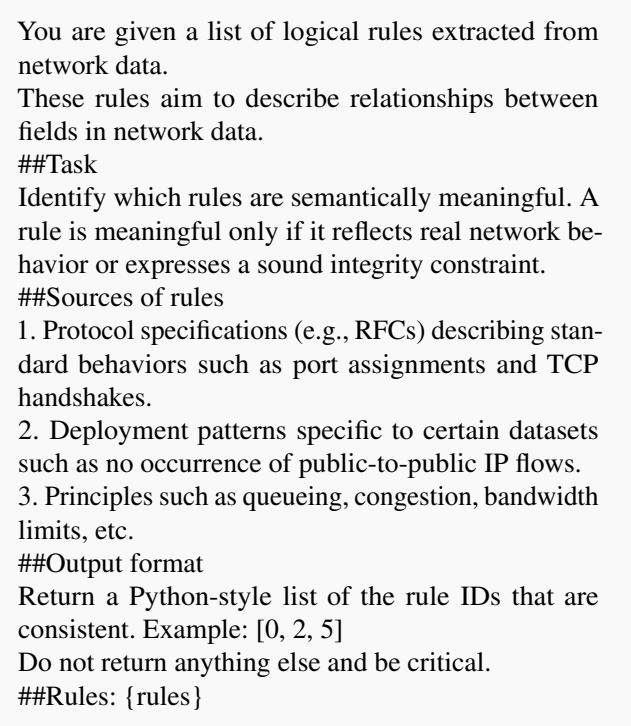 You are given a list of logical rules extracted from
network data.
These rules aim to describe relationships between
fields in network data.
##Task
Identify which rules are semantically meaningful. A
rule is meaningful only if it reflects real network be-
havior or expresses a sound integrity constraint.
##Sources of rules
1. Protocol specifications (e.g., RFCs) describing stan-
dard behaviors such as port assignments and TCP
handshakes.
2. Deployment patterns specific to certain datasets
such as no occurrence of public-to-public IP flows.
3. Principles such as queueing, congestion, bandwidth
limits, etc.
##Output format
Return a Python-style list of the rule IDs that are
consistent. Example: [0, 2, 5]
Do not return anything else and be critical.
##Rules: {rules}